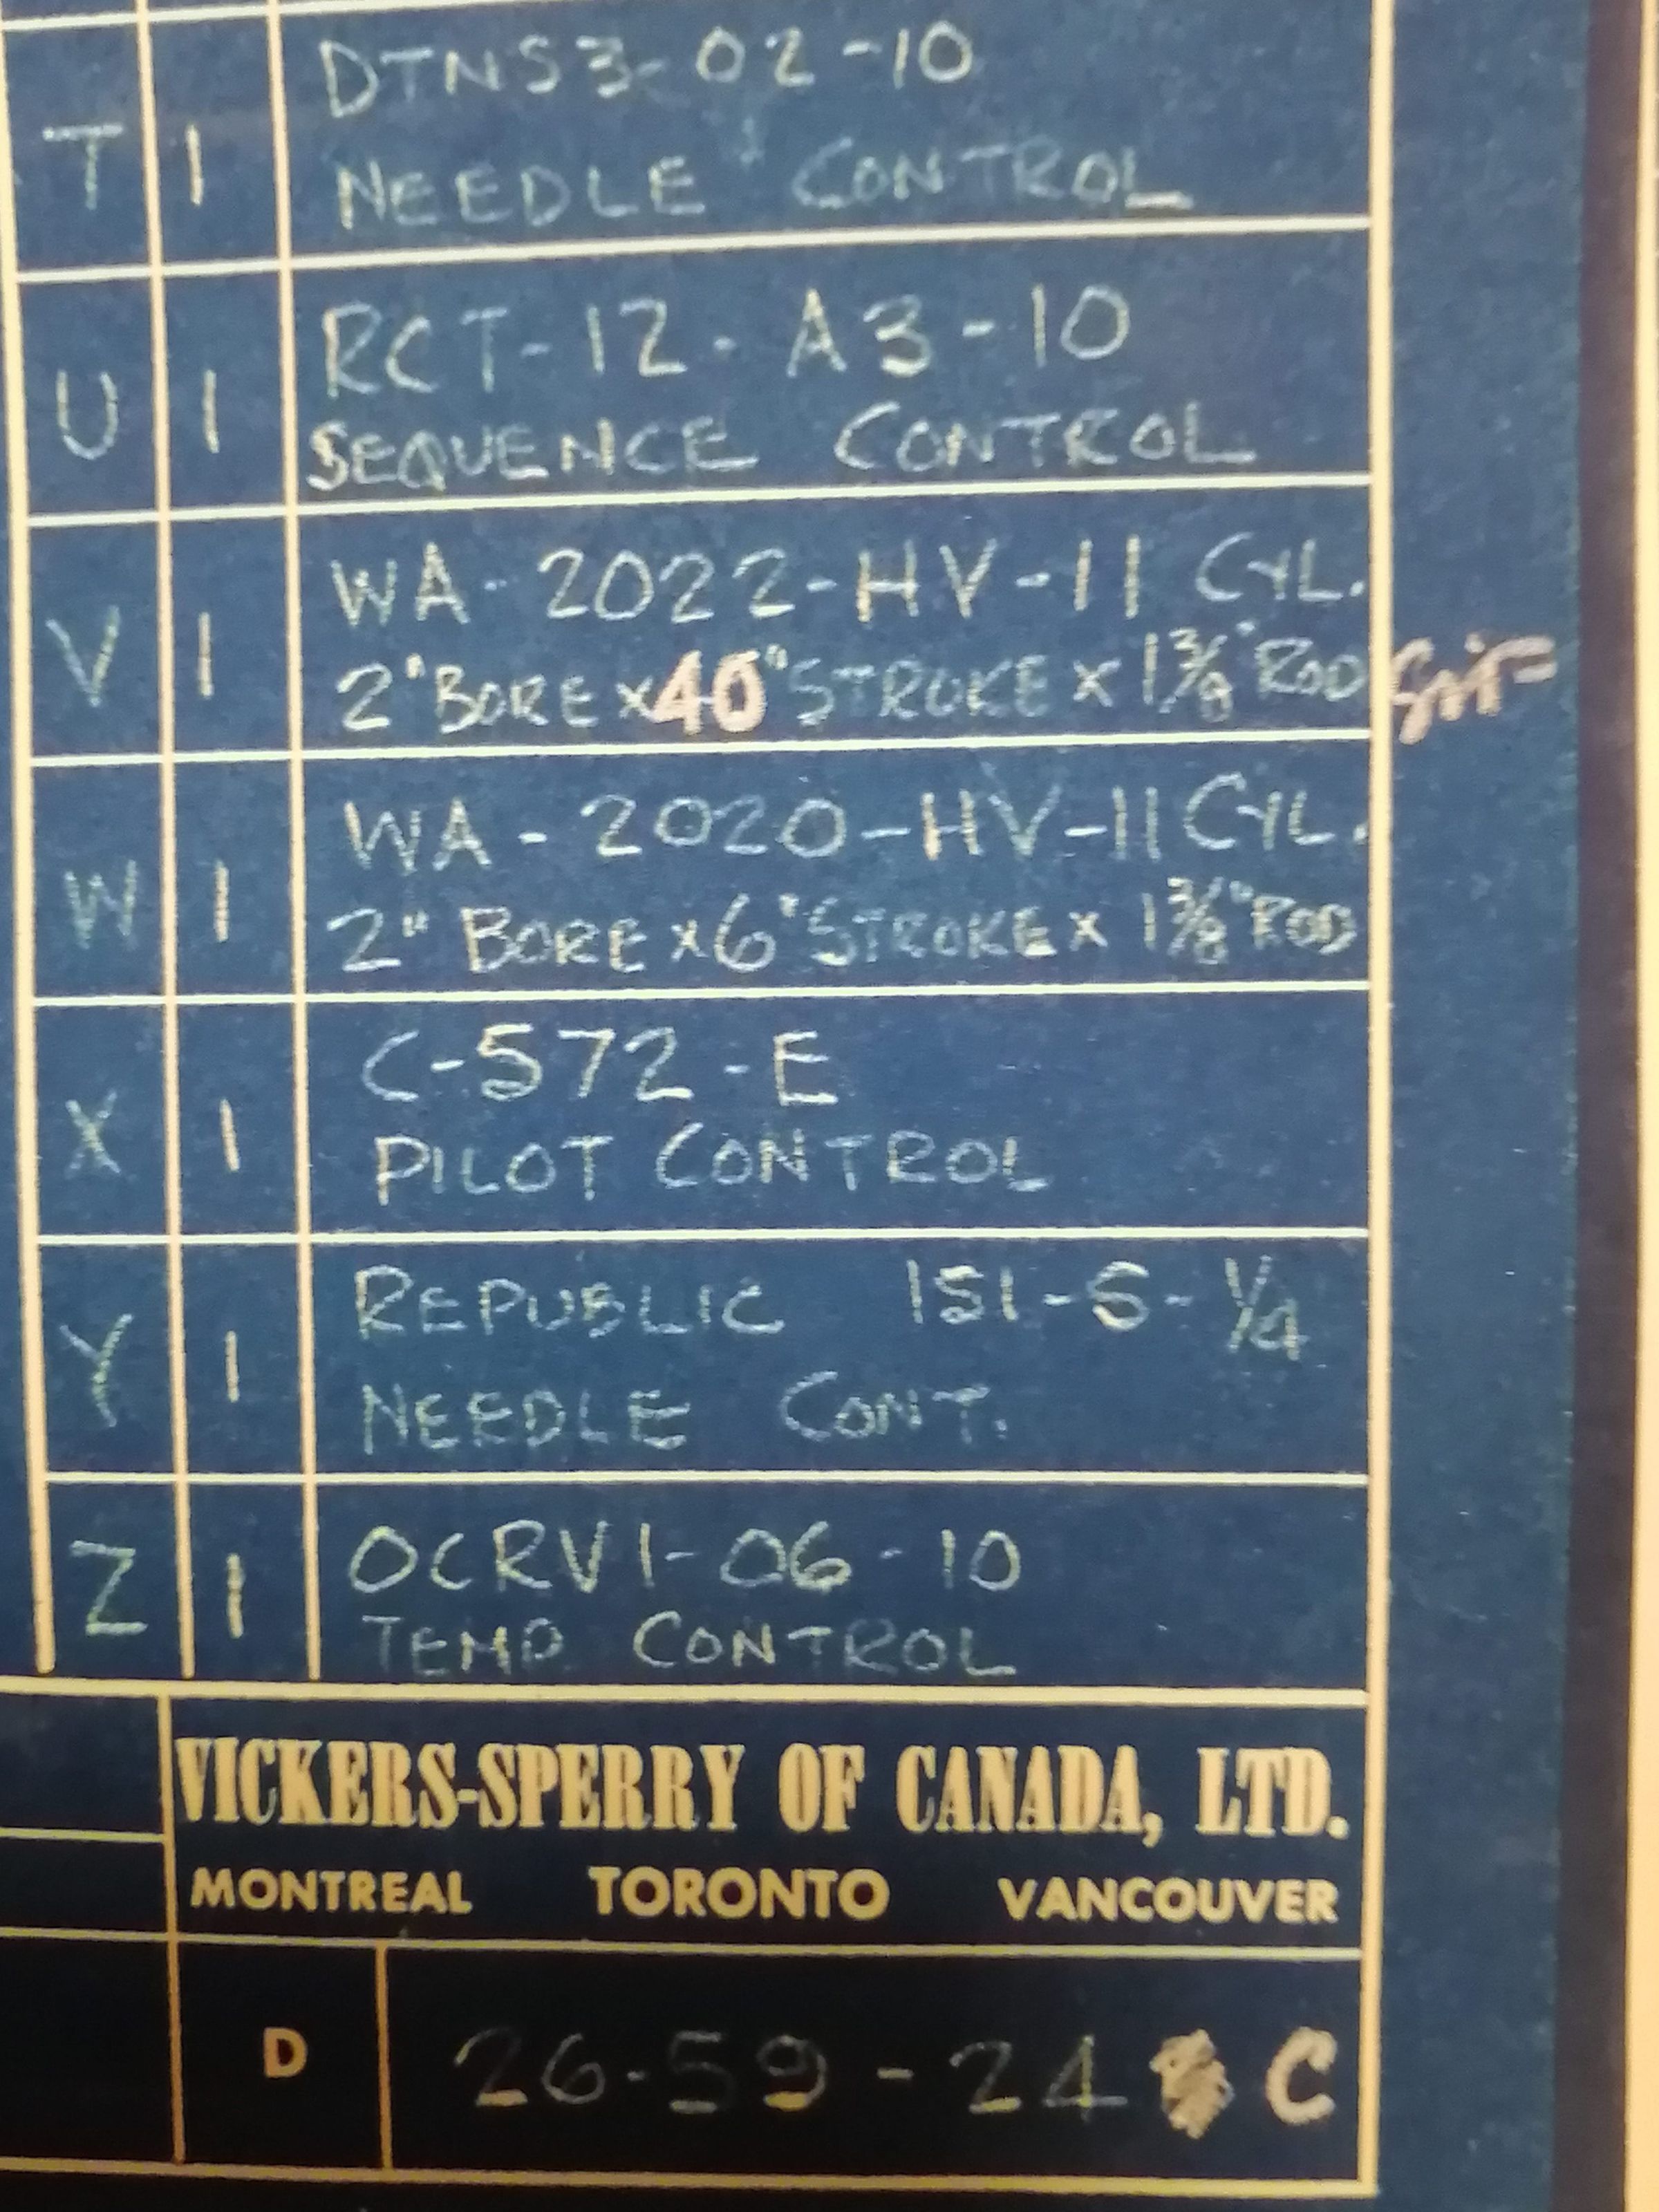 DTNS3-02-10
T 1
NEEDLE CONTROL
RCT-12-A3-10
U 1
SEQUENCE CONTROL
WA-2022-HV-11 CYL.
V 1
2" BORE x 40" STROKE x 1 3/8" ROD
WA-2020-HV-11 CYL.
W 1
2" BORE x 6" STROKE x 1 3/8" ROD
C-572-E
X 1
PILOT CONTROL
REPUBLIC 151-S-1/4
Y 1
NEEDLE CONT.
OCRV1-06-10
Z 1
TEMP CONTROL
VICKERS-SPERRY OF CANADA, LTD.
MONTREAL TORONTO VANCOUVER
D 26-59-24 C